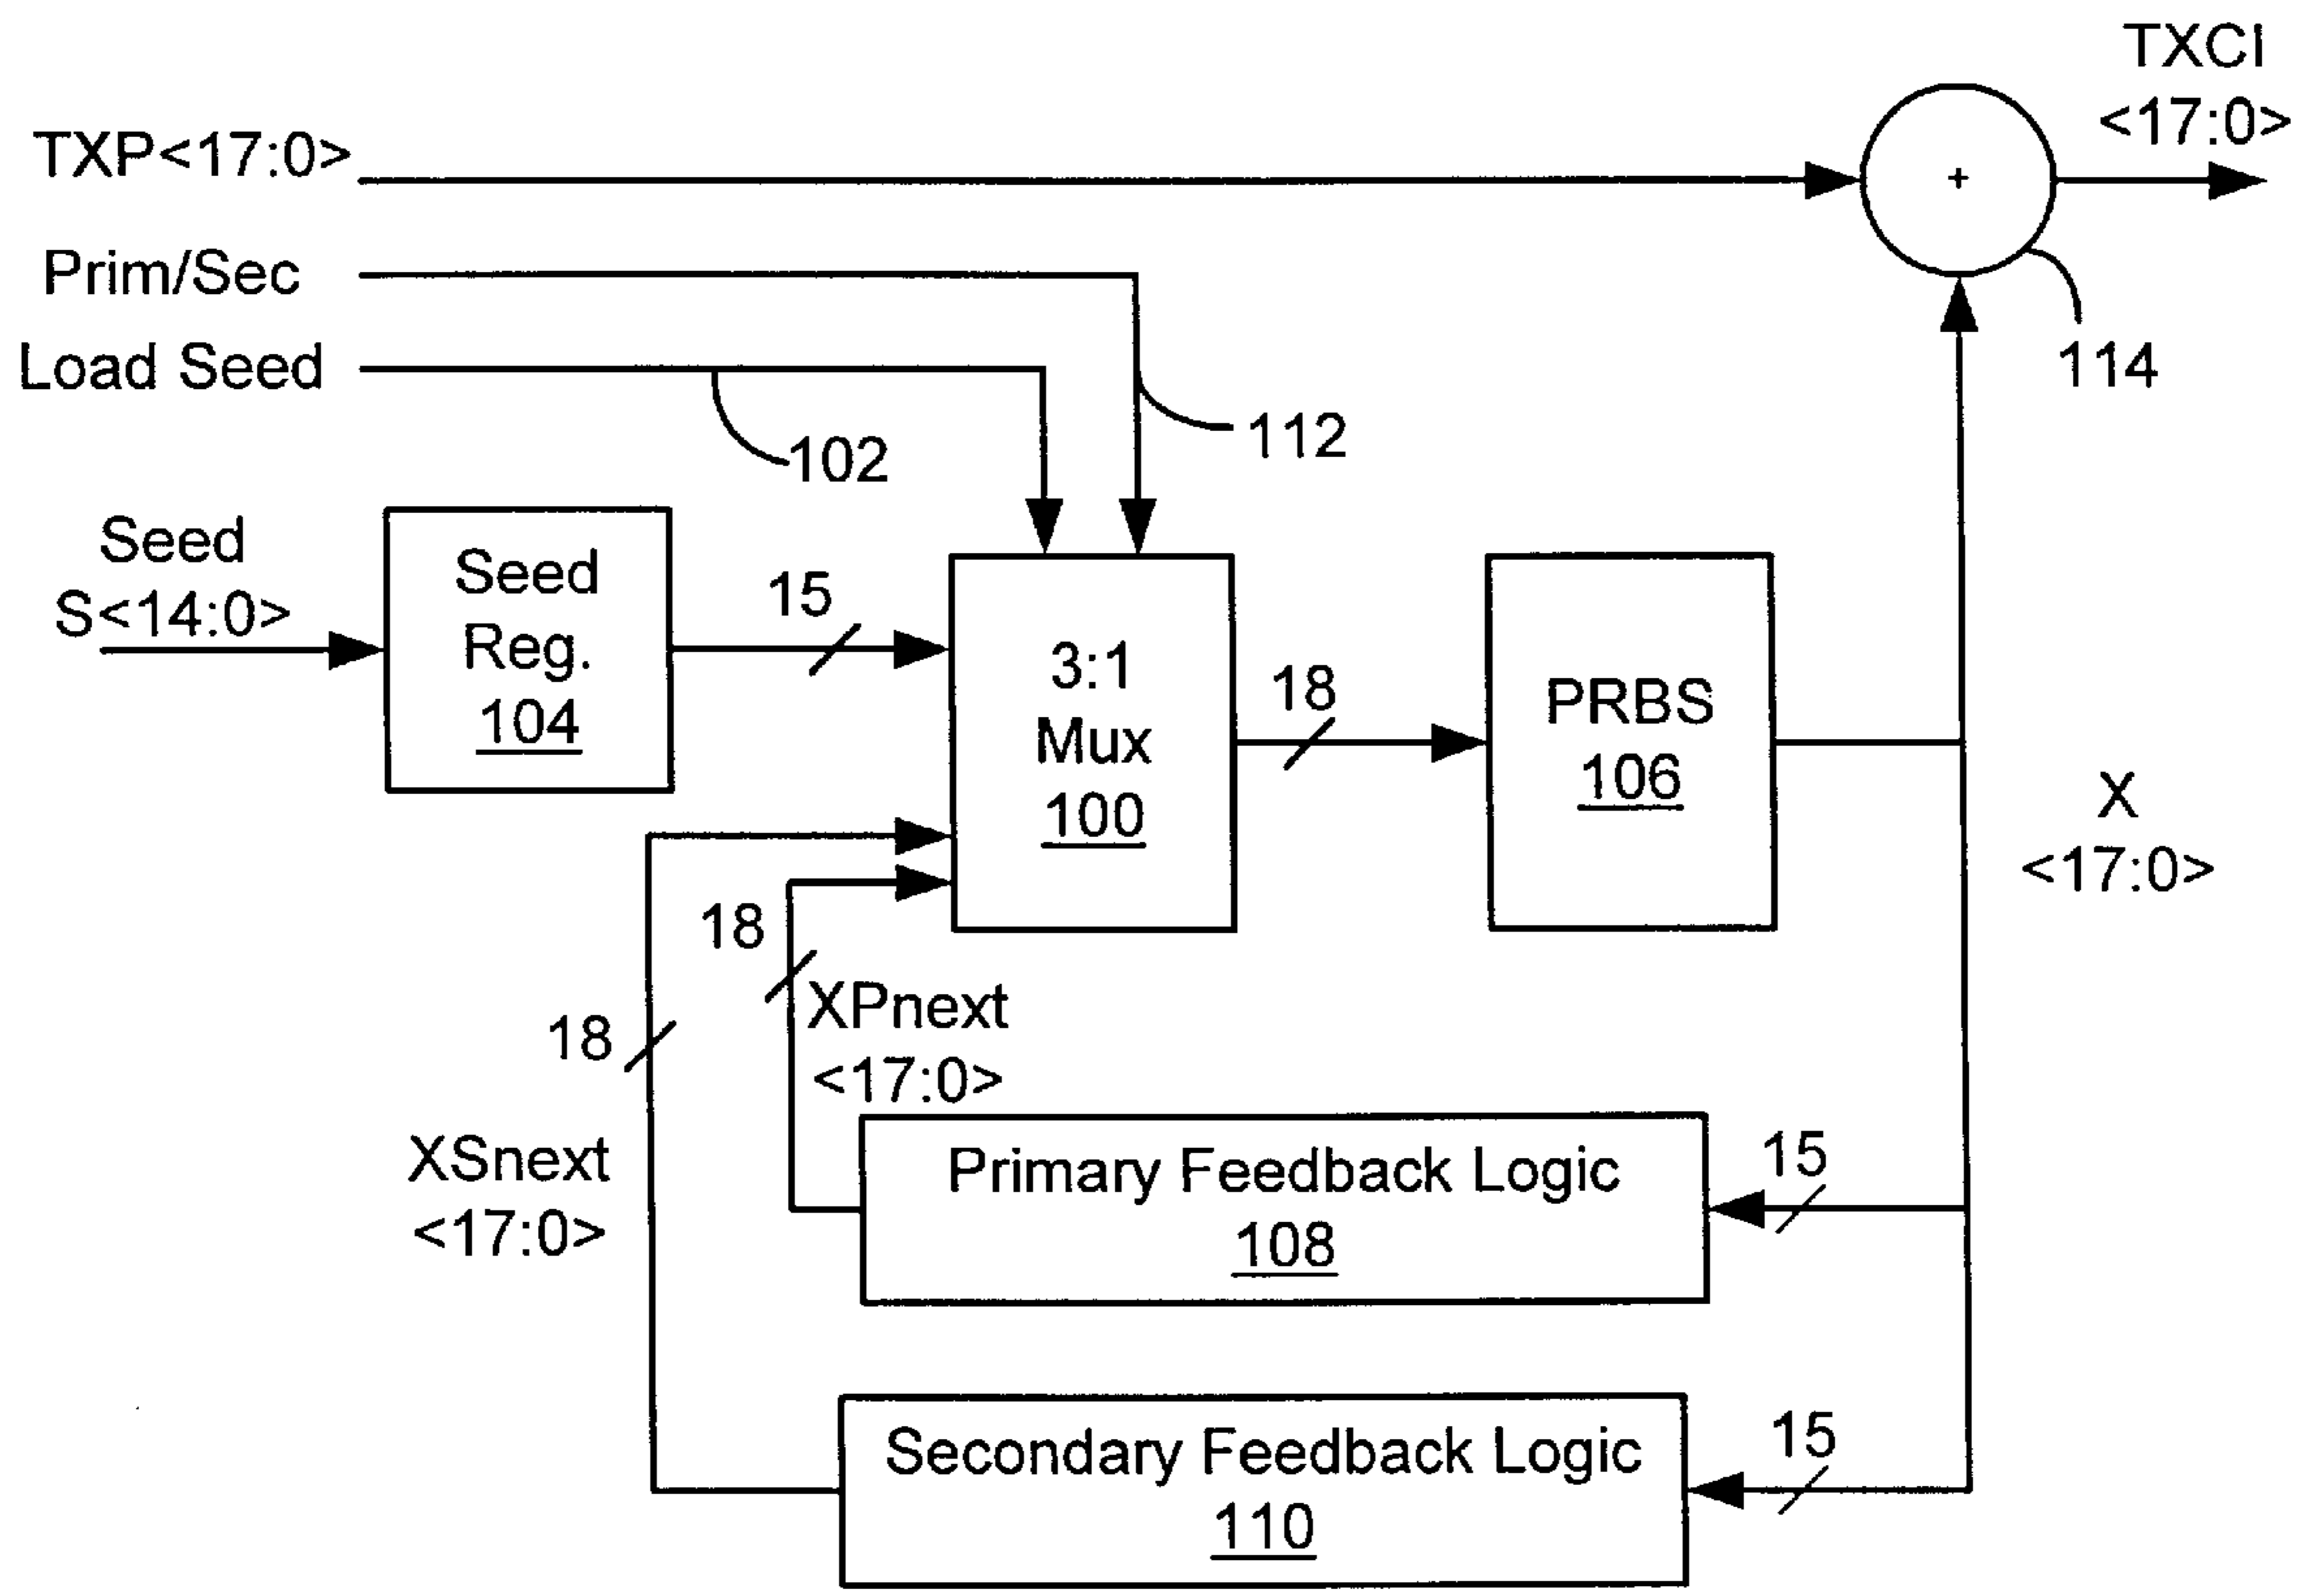 TXCI
<17:0>
TXP<17:0>
+
Prim/Sec
Load Seed
114
102
112
Seed
S<14:0>
Seed
Reg.
104
15
3:1
Mux
100
18
PRBS
106
X
<17:0>
18
XPnext
<17:0>
18
XSnext
<17:0>
Primary Feedback Logic
108
15
Secondary Feedback Logic
110
15